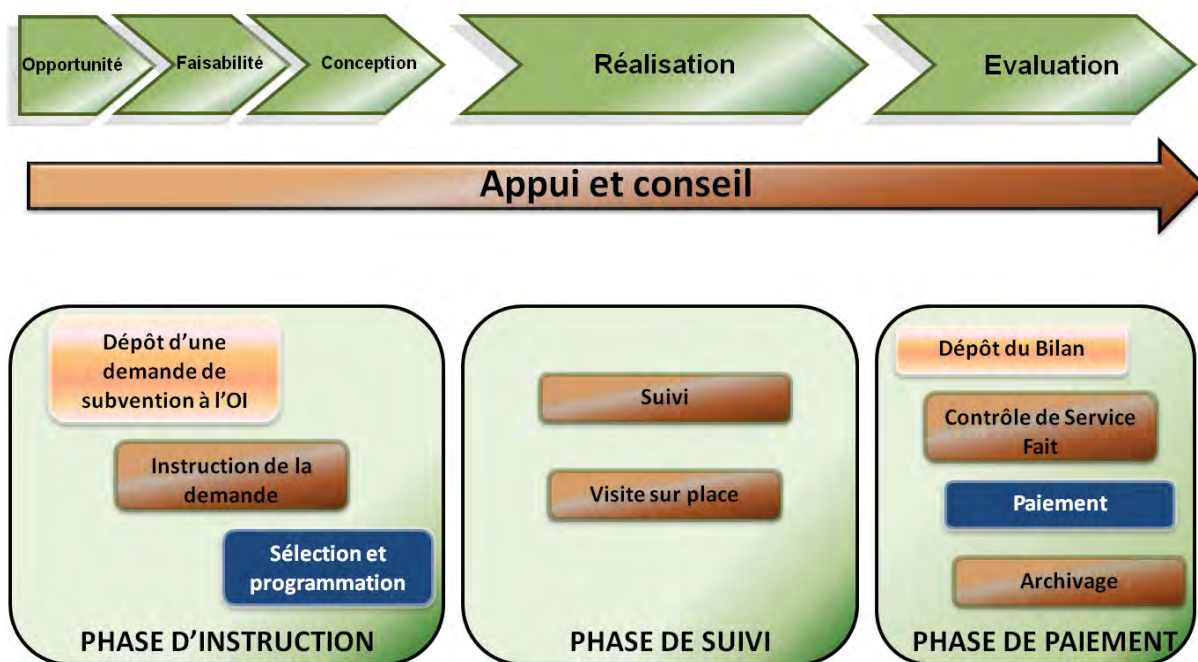 Opportunité
Faisabilité
Conception
Réalisation
Evaluation
Appui et conseil
Dépôt d'une
demande de
subvention à l'OI
Instruction de la
demande
Sélection et
programmation
PHASE D'INSTRUCTION
Suivi
Visite sur place
PHASE DE SUIVI
Dépôt du Bilan
Contrôle de Service
Fait
Paiement
Archivage
PHASE DE PAIEMENT